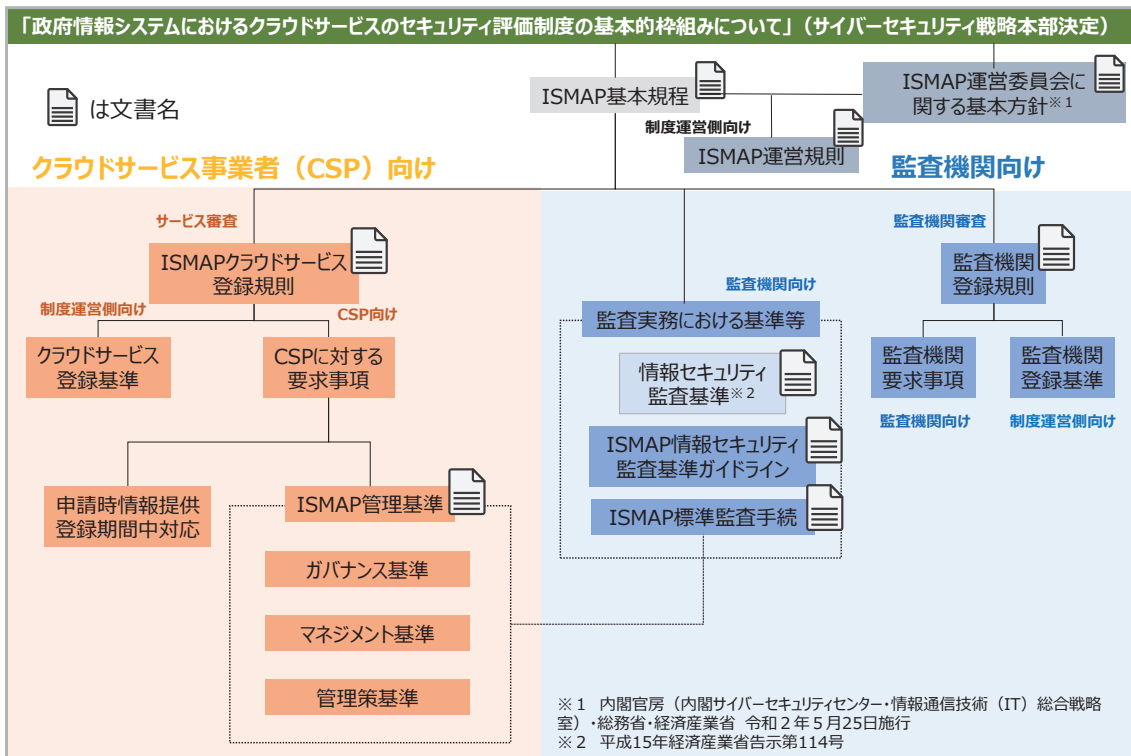 「政府情報システムにおけるクラウドサービスのセキュリティ評価制度の基本的枠組みについて」（サイバーセキュリティ戦略本部決定）
は文書名
ISMAP基本規程
ISMAP運営委員会に
関する基本方針※1
制度運営側向け
ISMAP運営規則
クラウドサービス事業者（CSP）向け
監査機関向け
サービス審査
ISMAPクラウドサービス
登録規則
制度運営側向け
CSP向け
クラウドサービス
登録基準
CSPに対する
要求事項
申請時情報提供
登録期間中対応
ISMAP管理基準
ガバナンス基準
マネジメント基準
管理策基準
監査機関向け
監査実務における基準等
情報セキュリティ
監査基準※2
ISMAP情報セキュリティ
監査基準ガイドライン
ISMAP標準監査手続
監査機関審査
監査機関
登録規則
監査機関
要求事項
監査機関
登録基準
監査機関向け
制度運営側向け
※1 内閣官房（内閣サイバーセキュリティセンター・情報通信技術（IT）総合戦略
室）・総務省・経済産業省 令和２年５月25日施行
※2 平成15年経済産業省告示第114号